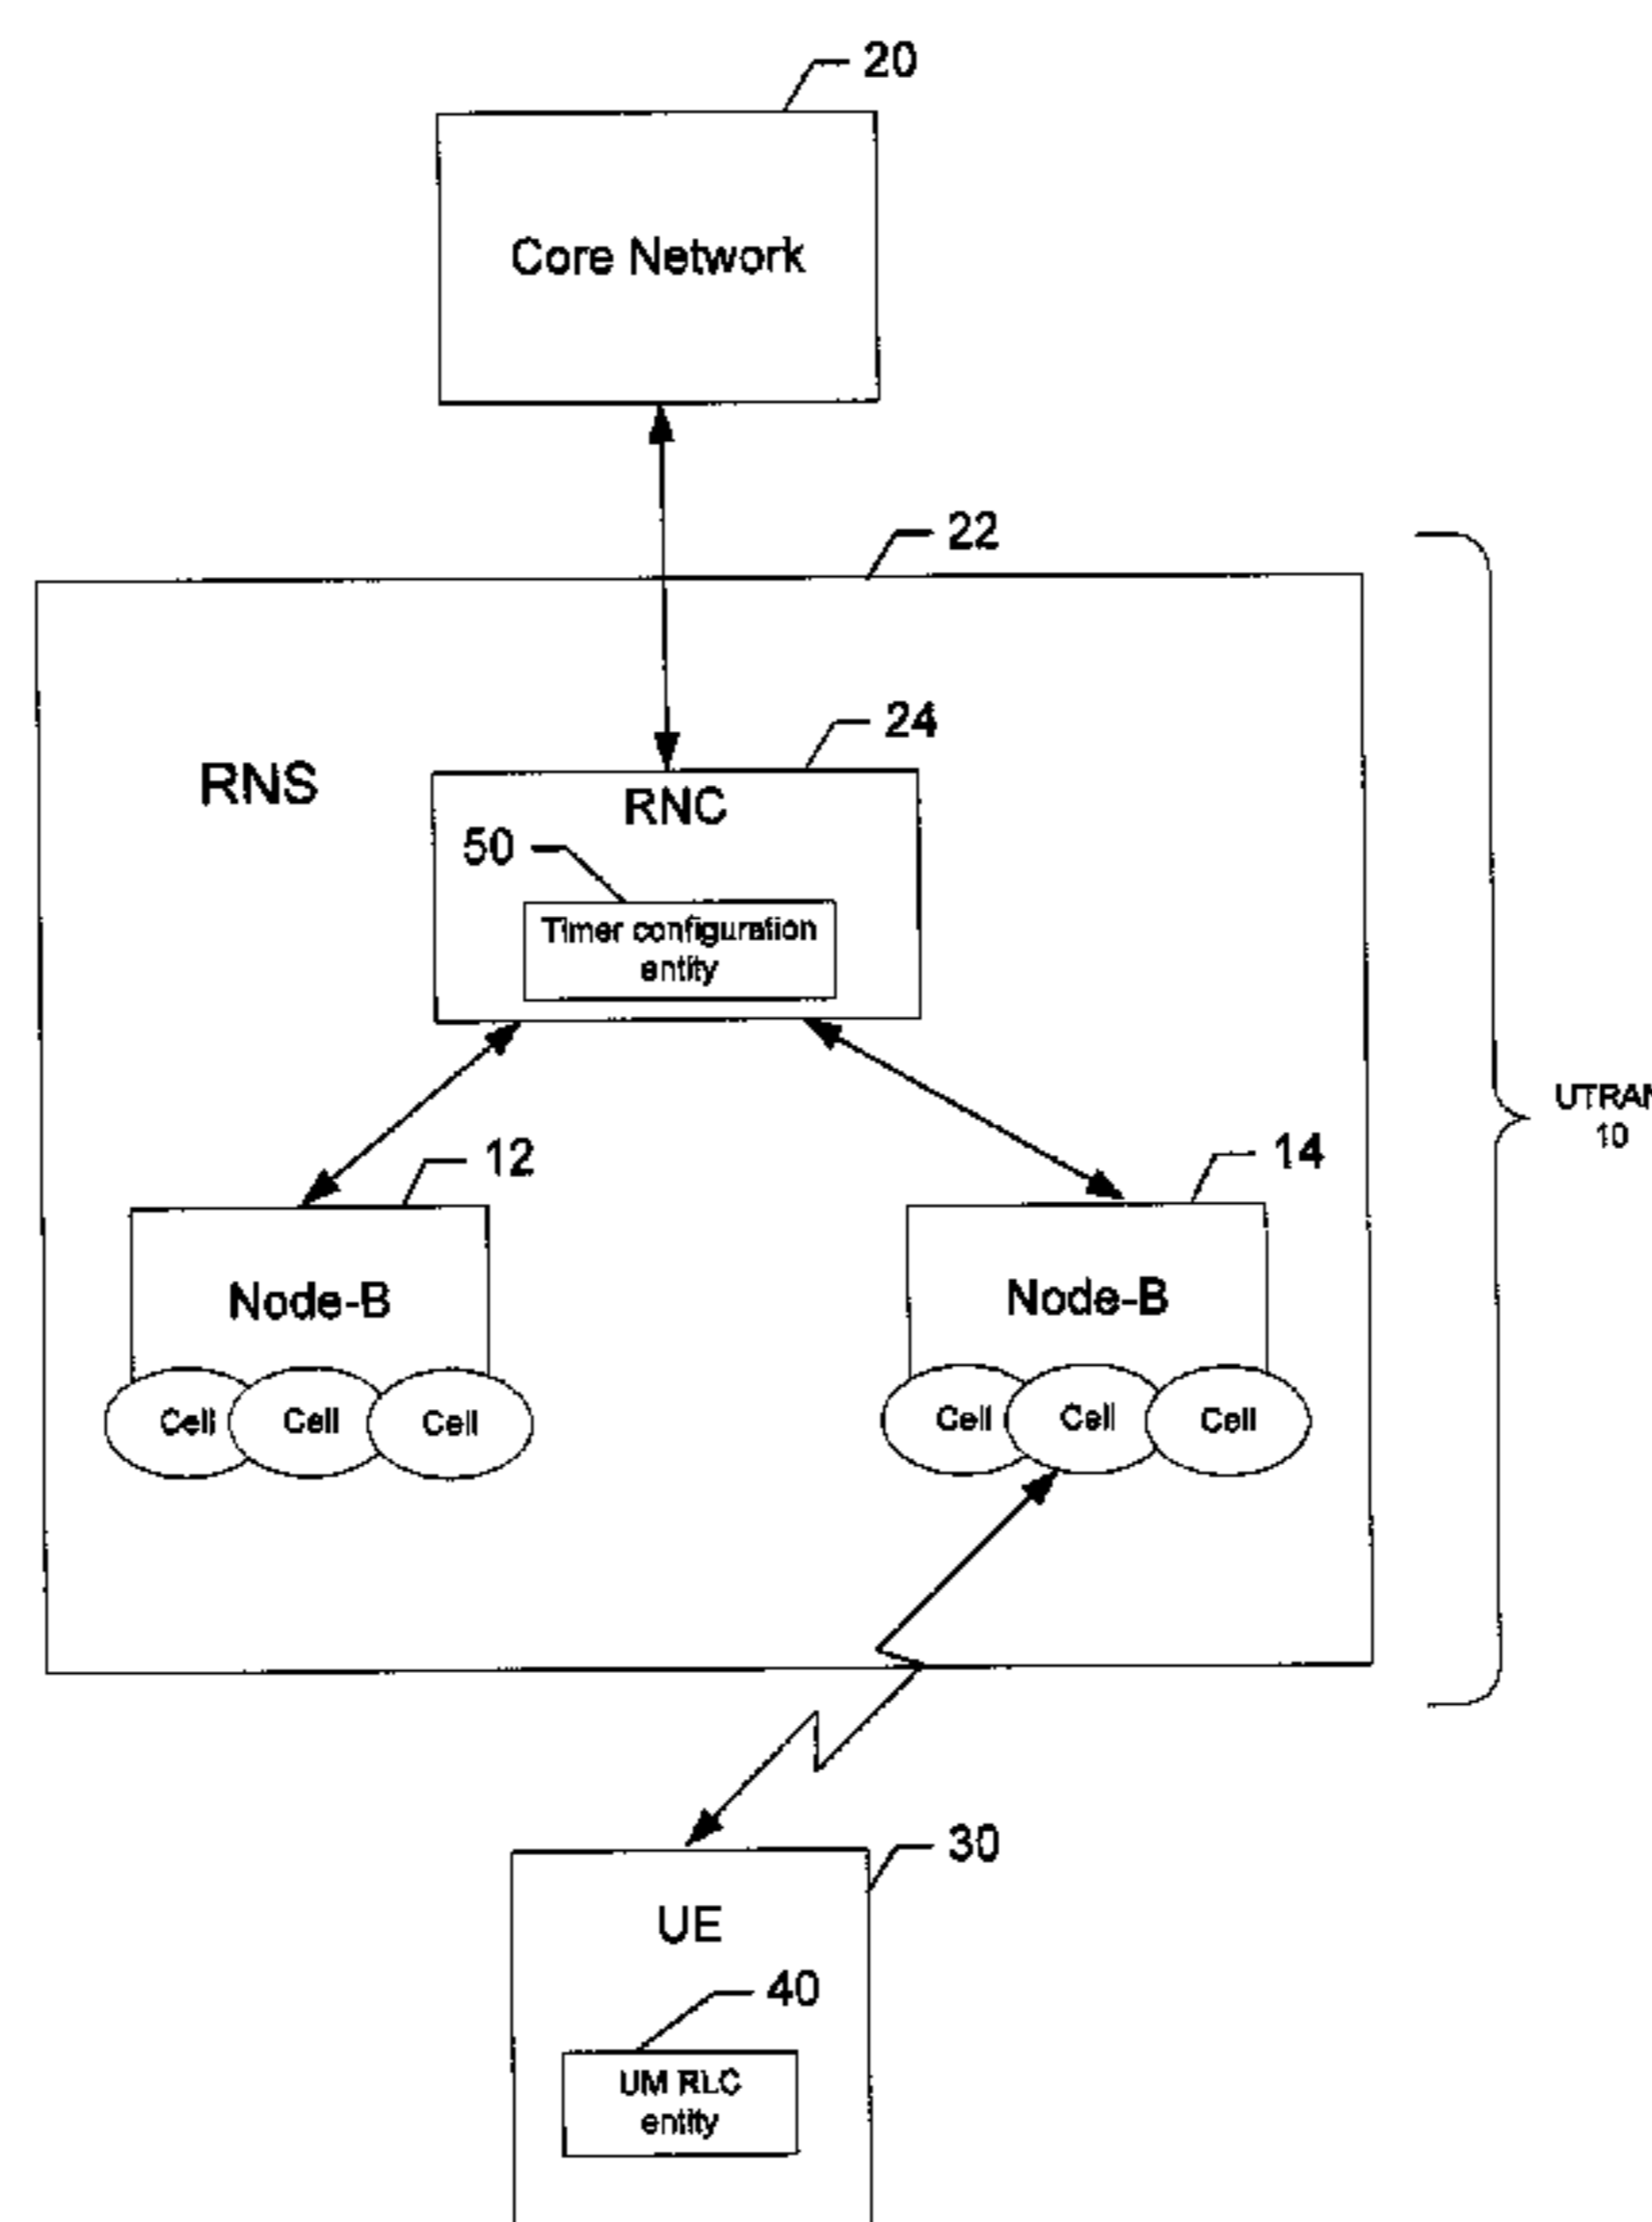 20
Core Network
22
24
RNS
RNC
50
Timer configuration
entity
UTRAN
10
12
14
Node-B
Node-B
Cell Cell Cell
Cell Cell Cell
30
UE
40
UM RLC
entity